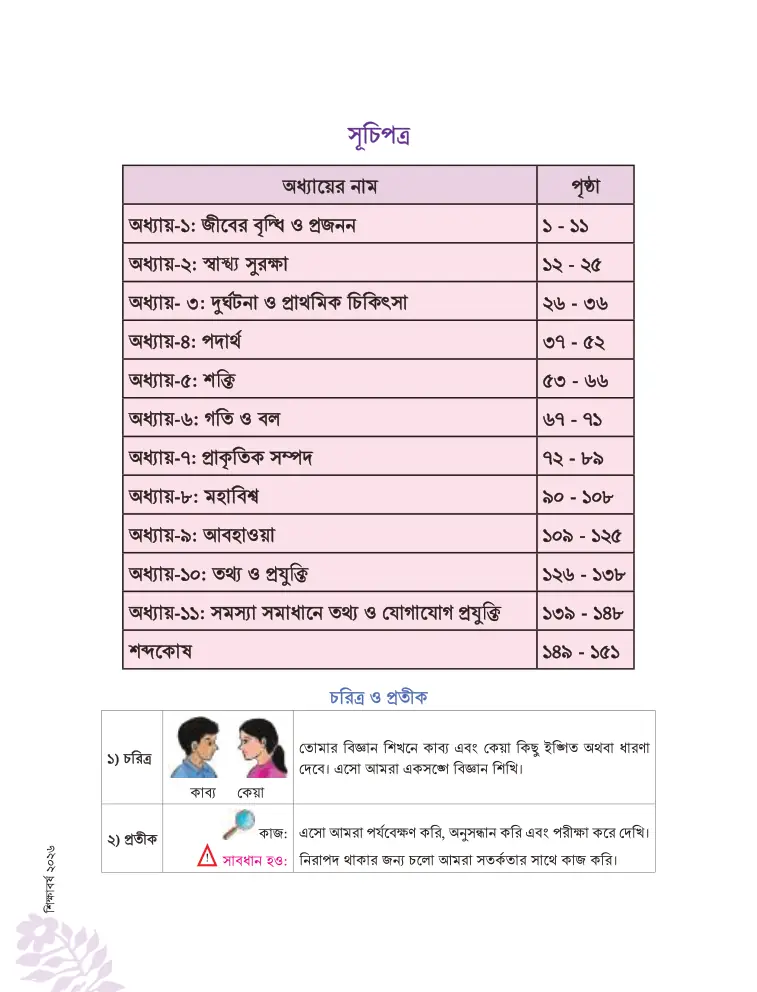 সূচিপত্র
অধ্যায়ের নাম পৃষ্ঠা
অধ্যায়-১: জীবের বৃদ্ধি ও প্রজনন ১ - ১১
অধ্যায়-২: স্বাস্থ্য সুরক্ষা ১২ - ২৫
অধ্যায়- ৩: দুর্ঘটনা ও প্রাথমিক চিকিৎসা ২৬ - ৩৬
অধ্যায়-৪: পদার্থ ৩৭ - ৫২
অধ্যায়-৫: শক্তি ৫৩ - ৬৬
অধ্যায়-৬: গতি ও বল ৬৭ - ৭১
অধ্যায়-৭: প্রাকৃতিক সম্পদ ৭২ - ৮৯
অধ্যায়-৮: মহাবিশ্ব ৯০ - ১০৮
অধ্যায়-৯: আবহাওয়া ১০৯ - ১২৫
অধ্যায়-১০: তথ্য ও প্রযুক্তি ১২৬ - ১৩৮
অধ্যায়-১১: সমস্যা সমাধানে তথ্য ও যোগাযোগ প্রযুক্তি ১৩৯ - ১৪৮
শব্দকোষ ১৪৯ - ১৫১
চরিত্র ও প্রতীক
১) চরিত্র
কাব্য কেয়া
তোমার বিজ্ঞান শিখনে কাব্য এবং কেয়া কিছু ইঙ্গিত অথবা ধারণা
দেবে। এসো আমরা একসঙ্গে বিজ্ঞান শিখি।
২) প্রতীক
কাজ: এসো আমরা পর্যবেক্ষণ করি, অনুসন্ধান করি এবং পরীক্ষা করে দেখি।
সাবধান হও: নিরাপদ থাকার জন্য চলো আমরা সতর্কতার সাথে কাজ করি।
শিক্ষাবর্ষ ২০২৬